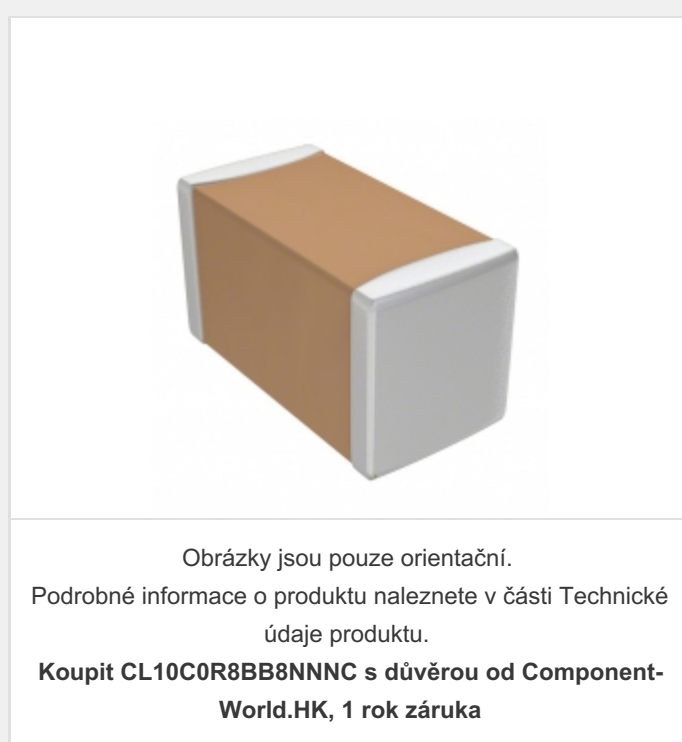 Obrázky jsou pouze orientační.
Podrobné informace o produktu naleznete v části Technické
údaje produktu.
Koupit CL10C0R8BB8NNNC s důvěrou od Component-
World.HK, 1 rok záruka